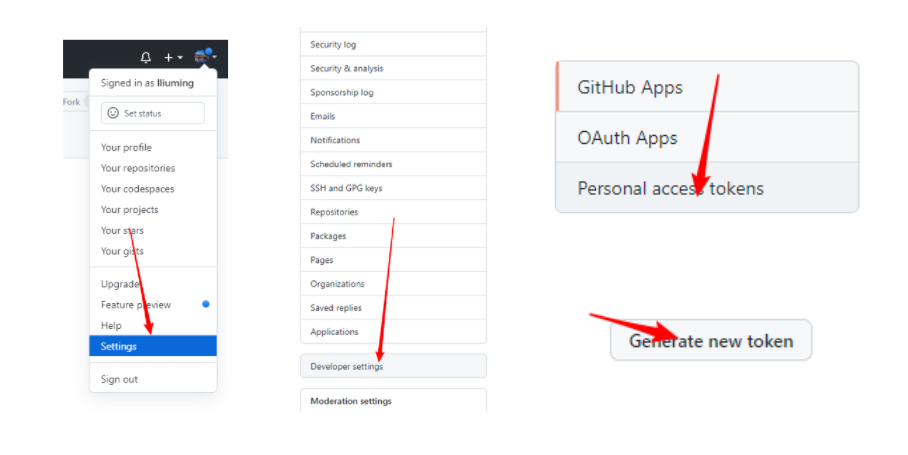 Signed in as lliuming
Fork
Set status
Your profile
Your repositories
Your codespaces
Your projects
Your stars
Your gists
Upgrade
Feature preview
Help
Settings
Sign out
Security log
Security & analysis
Sponsorship log
Emails
Notifications
Scheduled reminders
SSH and GPG keys
Repositories
Packages
Pages
Organizations
Saved replies
Applications
Developer settings
Moderation settings
GitHub Apps
OAuth Apps
Personal access tokens
Generate new token